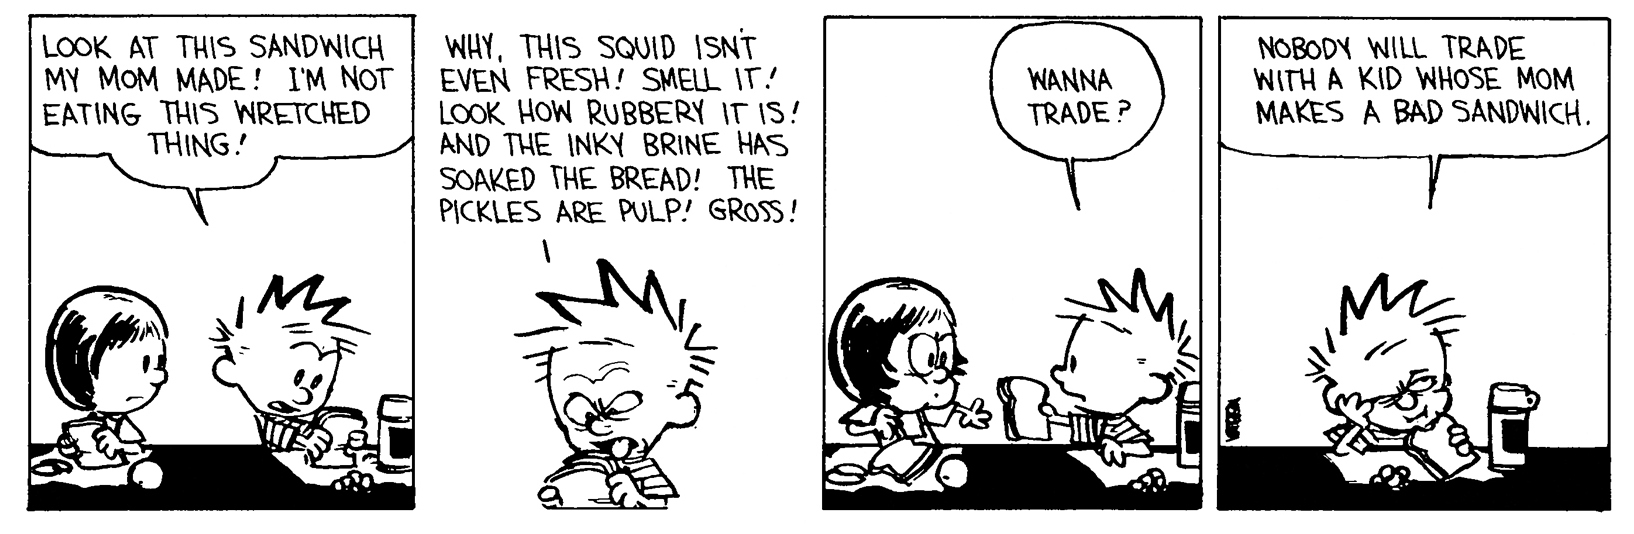 LOOK AT THIS SANDWICH
MY MOM MADE! I'M NOT
EATING THIS WRETCHED
THING!
WHY, THIS SQUID ISN'T
EVEN FRESH! SMELL IT!
LOOK HOW RUBBERY IT IS!
AND THE INKY BRINE HAS
SOAKED THE BREAD! THE
PICKLES ARE PULP! GROSS!
WANNA
TRADE?
NOBODY WILL TRADE
WITH A KID WHOSE MOM
MAKES A BAD SANDWICH.